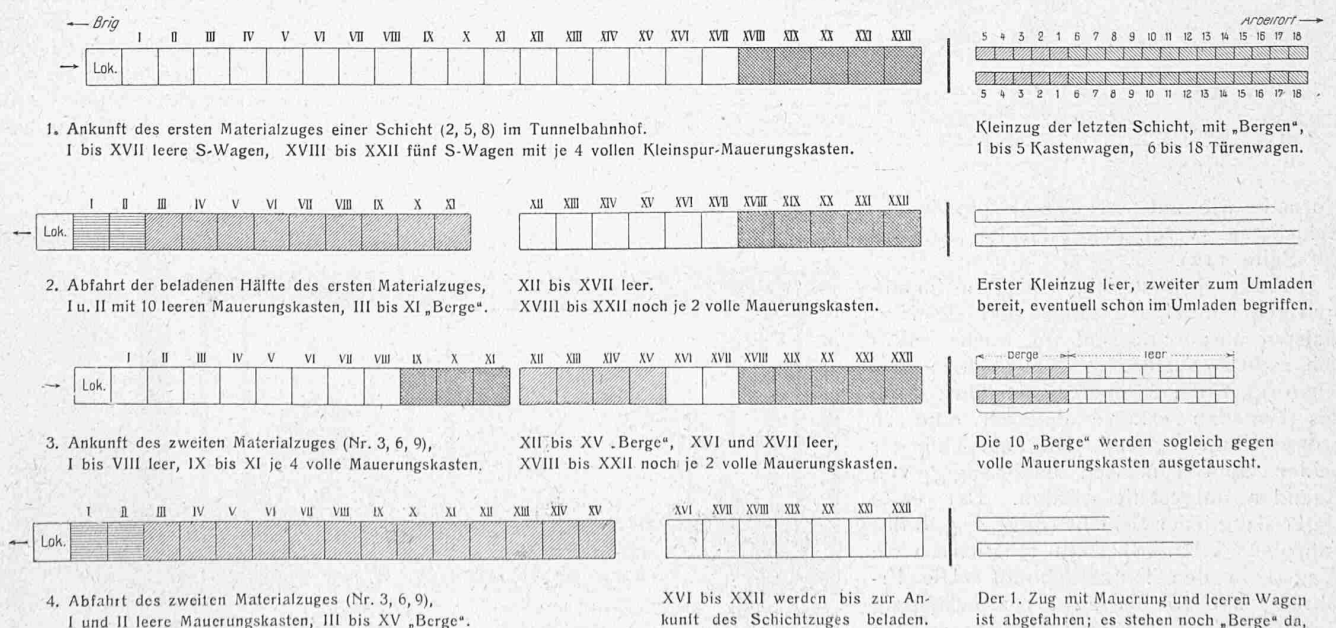 ← Brig
Arbeitort →
I II III IV V VI VII VIII IX X XI XII XIII XIV XV XVI XVII XVIII XIX XX XXI XXII
5 4 3 2 1 6 7 8 9 10 11 12 13 14 15 16 17 18
→ Lok.
5 4 3 2 1 6 7 8 9 10 11 12 13 14 15 16 17 18
1. Ankunft des ersten Materialzuges einer Schicht (2, 5, 8) im Tunnelbahnhof.
I bis XVII leere S-Wagen, XVIII bis XXII fünf S-Wagen mit je 4 vollen Kleinspur-Mauerungskasten.
Kleinzug der letzten Schicht, mit „Bergen“,
1 bis 5 Kastenwagen, 6 bis 18 Türenwagen.
I II III IV V VI VII VIII IX X XI
XII XIII XIV XV XVI XVII XVIII XIX XX XXI XXII
← Lok.
2. Abfahrt der beladenen Hälfte des ersten Materialzuges,
I u. II mit 10 leeren Mauerungskasten, III bis XI „Berge“.
XII bis XVII leer.
XVIII bis XXII noch je 2 volle Mauerungskasten.
Erster Kleinzug leer, zweiter zum Umladen
bereit, eventuell schon im Umladen begriffen.
I II III IV V VI VII VIII IX X XI
XII XIII XIV XV XVI XVII XVIII XIX XX XXI XXII
Berge leer
→ Lok.
3. Ankunft des zweiten Materialzuges (Nr. 3, 6, 9),
I bis VIII leer, IX bis XI je 4 volle Mauerungskasten.
XII bis XV „Berge“, XVI und XVII leer,
XVIII bis XXII noch je 2 volle Mauerungskasten.
Die 10 „Berge“ werden sogleich gegen
volle Mauerungskasten ausgetauscht.
I II III IV V VI VII VIII IX X XI XII XIII XIV XV
XVI XVII XVIII XIX XX XXI XXII
← Lok.
4. Abfahrt des zweiten Materialzuges (Nr. 3, 6, 9),
I und II leere Mauerungskasten, III bis XV „Berge“.
XVI bis XXII werden bis zur An-
kunft des Schichtzuges beladen.
Der 1. Zug mit Mauerung und leeren Wagen
ist abgefahren; es stehen noch „Berge“ da,